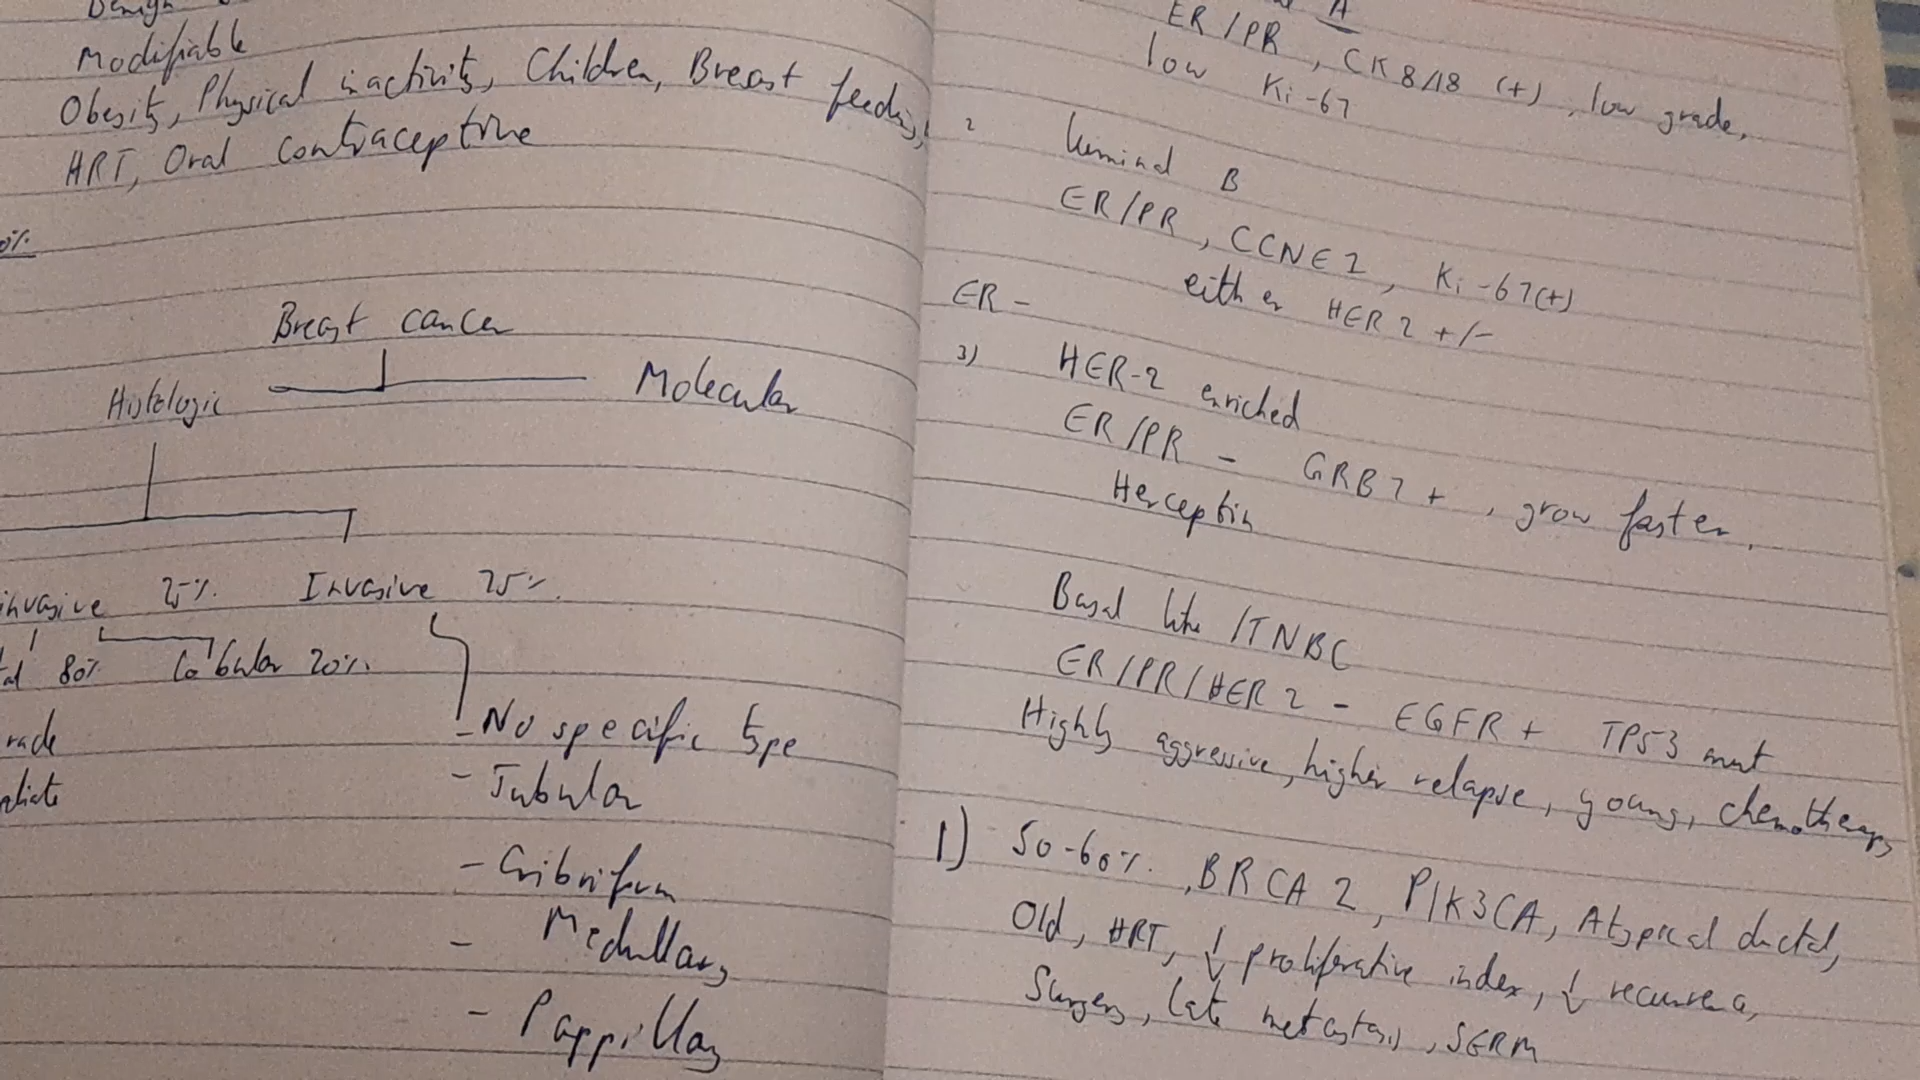 Modifiable
Obesity, Physical inactivity, Children, Breast feeding,
HRT, Oral contraceptive
Breast cancer
Histologic
Molecular
invasive 25%. Invasive 75%.
80% Lobular 20%.
- No specific type
- Tubular
- Cribriform
- Medullary
- Pappillary
A
ER/PR, CK8/18 (+), low grade,
low Ki-67
2 Luminal B
ER/PR, CCNE2, Ki-67(+)
either HER2 +/-
ER -
3) HER-2 enriched
ER/PR - GRB7+, grow faster.
Herceptin
Basal like /TNBC
ER/PR/HER2 - EGFR+ TP53 mut
Highly aggressive, higher relapse, young, chemotherapy
1) 50-60%., BRCA2, PIK3CA, Atypical ductal,
Old, HRT, ↓ proliferative index, ↓ recurrence,
Surgery, late metastasis, SERM